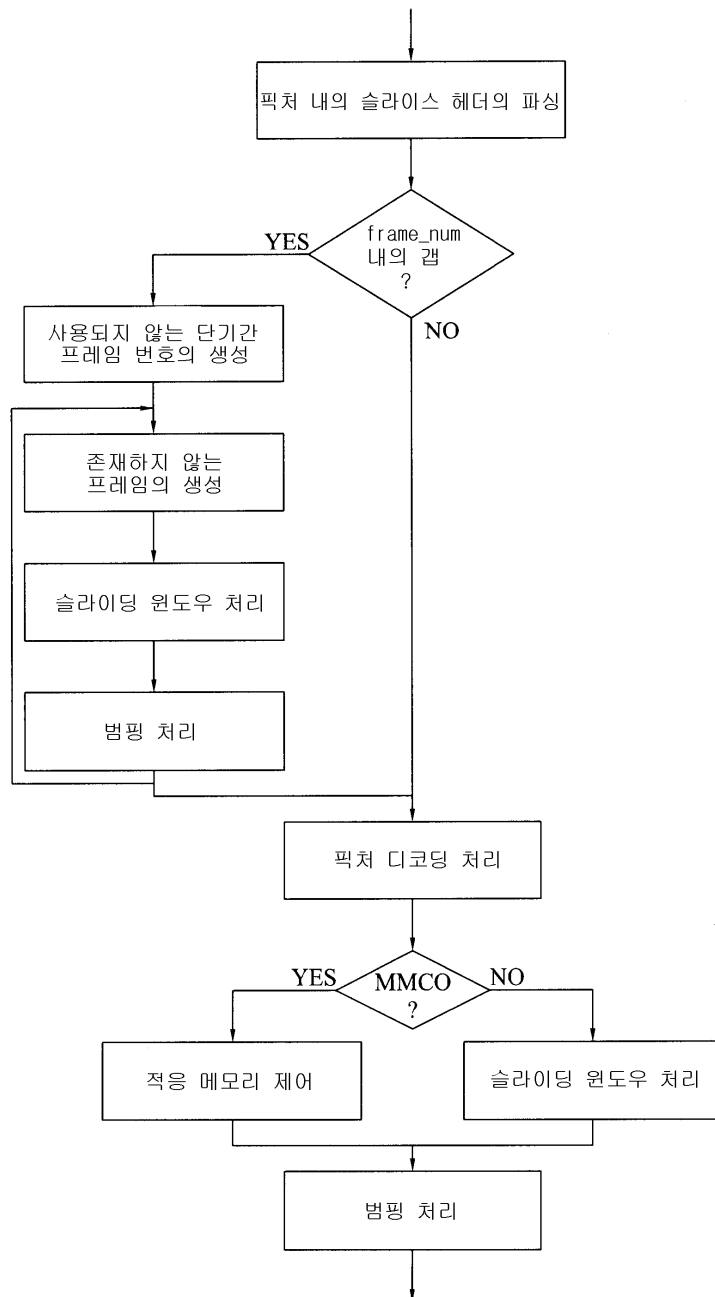 픽처 내의 슬라이스 헤더의 파싱
frame_num
내의 갭
?
YES
NO
사용되지 않는 단기간
프레임 번호의 생성
존재하지 않는
프레임의 생성
슬라이딩 윈도우 처리
범핑 처리
픽처 디코딩 처리
MMCO
?
YES
NO
적응 메모리 제어
슬라이딩 윈도우 처리
범핑 처리